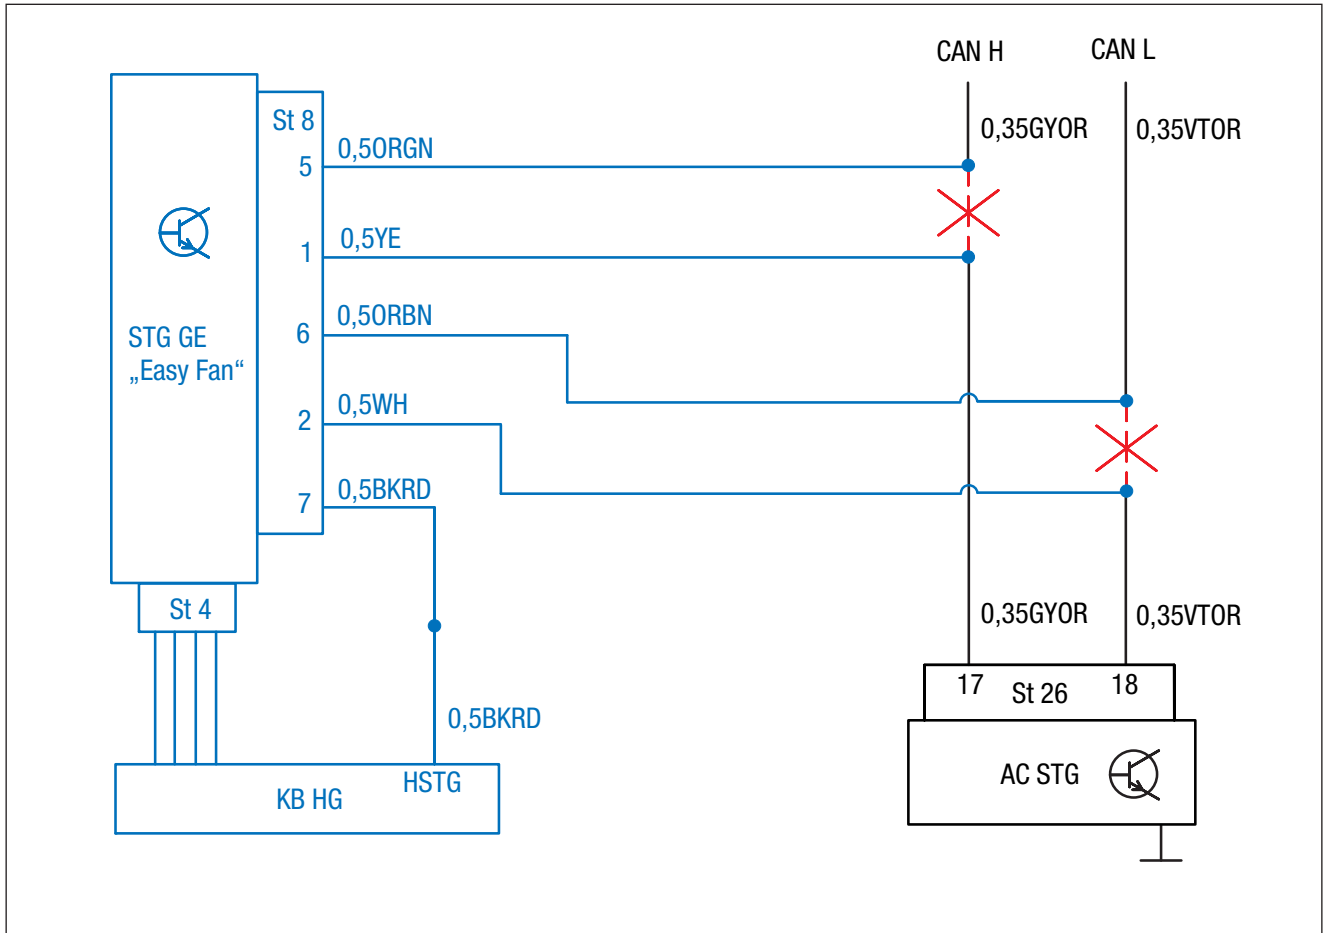 CAN H
CAN L
0,35GYOR
0,35VTOR
St 8
5
0,5ORGN
1
0,5YE
6
0,5ORBN
STG GE
„Easy Fan“
2
0,5WH
7
0,5BKRD
St 4
0,35GYOR
0,35VTOR
17
St 26
18
0,5BKRD
AC STG
HSTG
KB HG